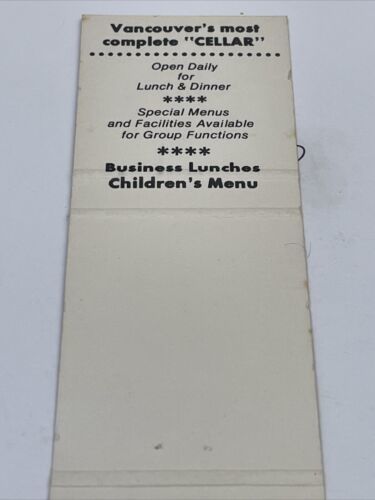 Vancouver's most
complete "CELLAR"
Open Daily
for
Lunch & Dinner
****
Special Menus
and Facilities Available
for Group Functions
****
Business Lunches
Children's Menu